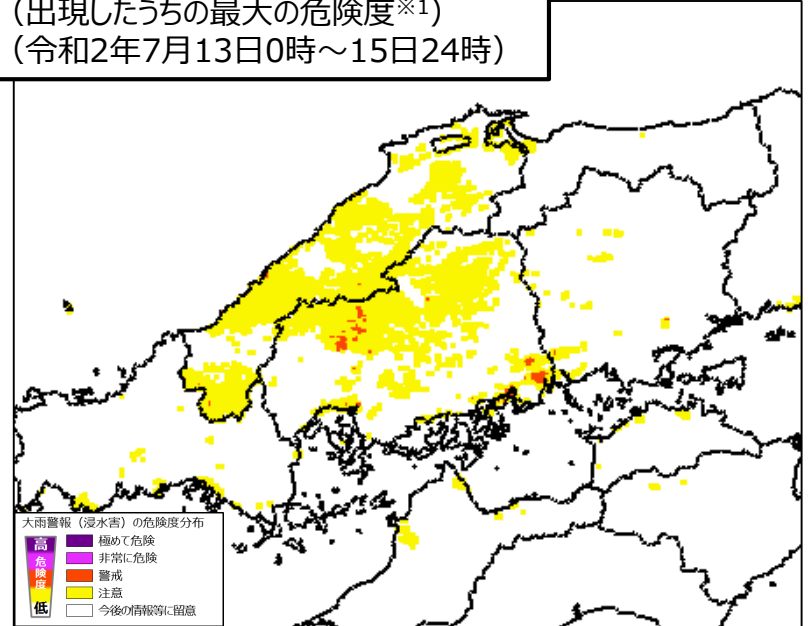 （出現したうちの最大の危険度※1）
（令和2年7月13日0時～15日24時）
大雨警報（浸水害）の危険度分布
高
危険度
低
極めて危険
非常に危険
警戒
注意
今後の情報等に留意